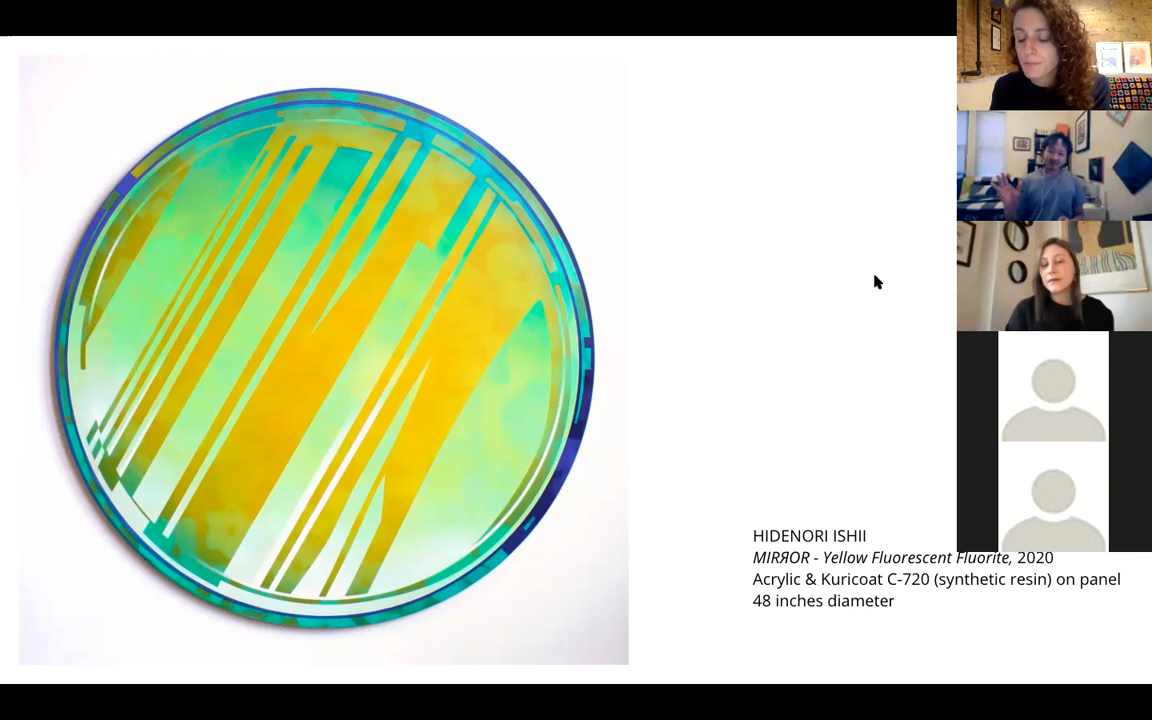 HIDENORI ISHII
MIRЯOR - Yellow Fluorescent Fluorite, 2020
Acrylic & Kuricoat C-720 (synthetic resin) on panel
48 inches diameter